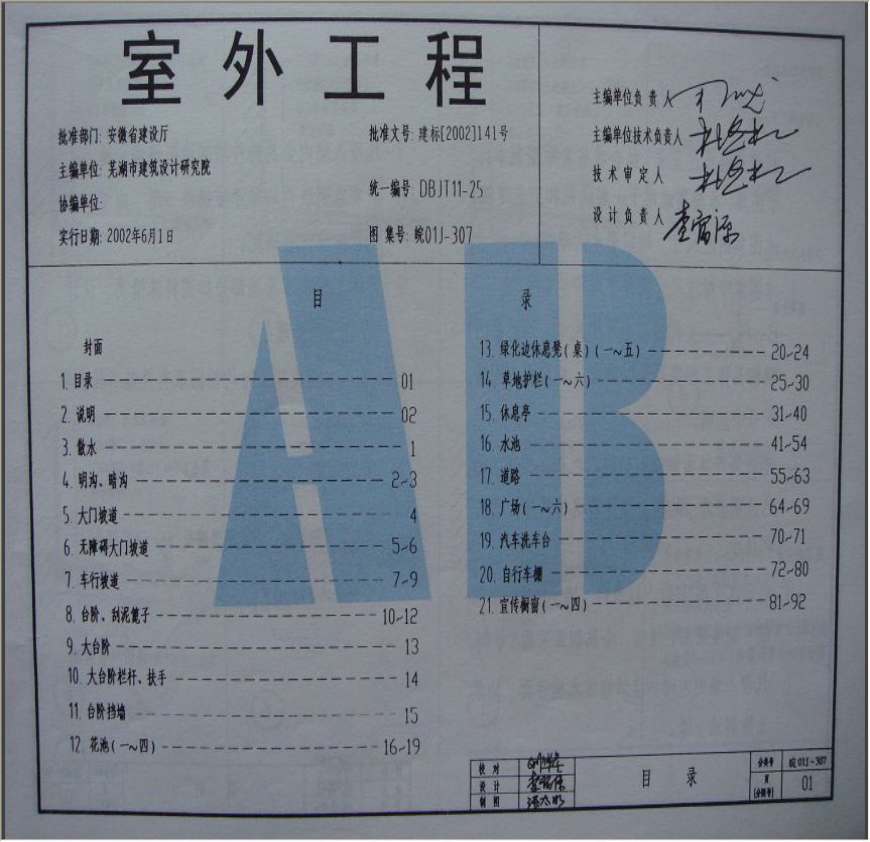 室外工程
批准部门: 安徽省建设厅
批准文号: 建标[2002]141号
主编单位: 芜湖市建筑设计研究院
统一编号 DBJT11-25
协编单位:
实行日期: 2002年6月1日
图 集号: 皖01J-307
主编单位负责人
主编单位技术负责人
技术审定人
设计负责人
目 录
封面
1. 目录 01
2. 说明 02
3. 散水 1
4. 明沟、暗沟 2~3
5. 大门坡道 4
6. 无障碍大门坡道 5~6
7. 车行坡道 7~9
8. 台阶、刮泥篦子 10~12
9. 大台阶 13
10. 大台阶栏杆、扶手 14
11. 台阶挡墙 15
12. 花池(一~四) 16~19
13. 绿化边休息凳(桌)(一~五) 20~24
14. 草地护栏(一~六) 25~30
15. 休息亭 31~40
16. 水池 41~54
17. 道路 55~63
18. 广场(一~六) 64~69
19. 汽车洗车台 70~71
20. 自行车棚 72~80
21. 宣传橱窗(一~四) 81~92
AB
校 对
设 计
制 图
目 录
分类号 皖01J-307
页
(分类号) 01